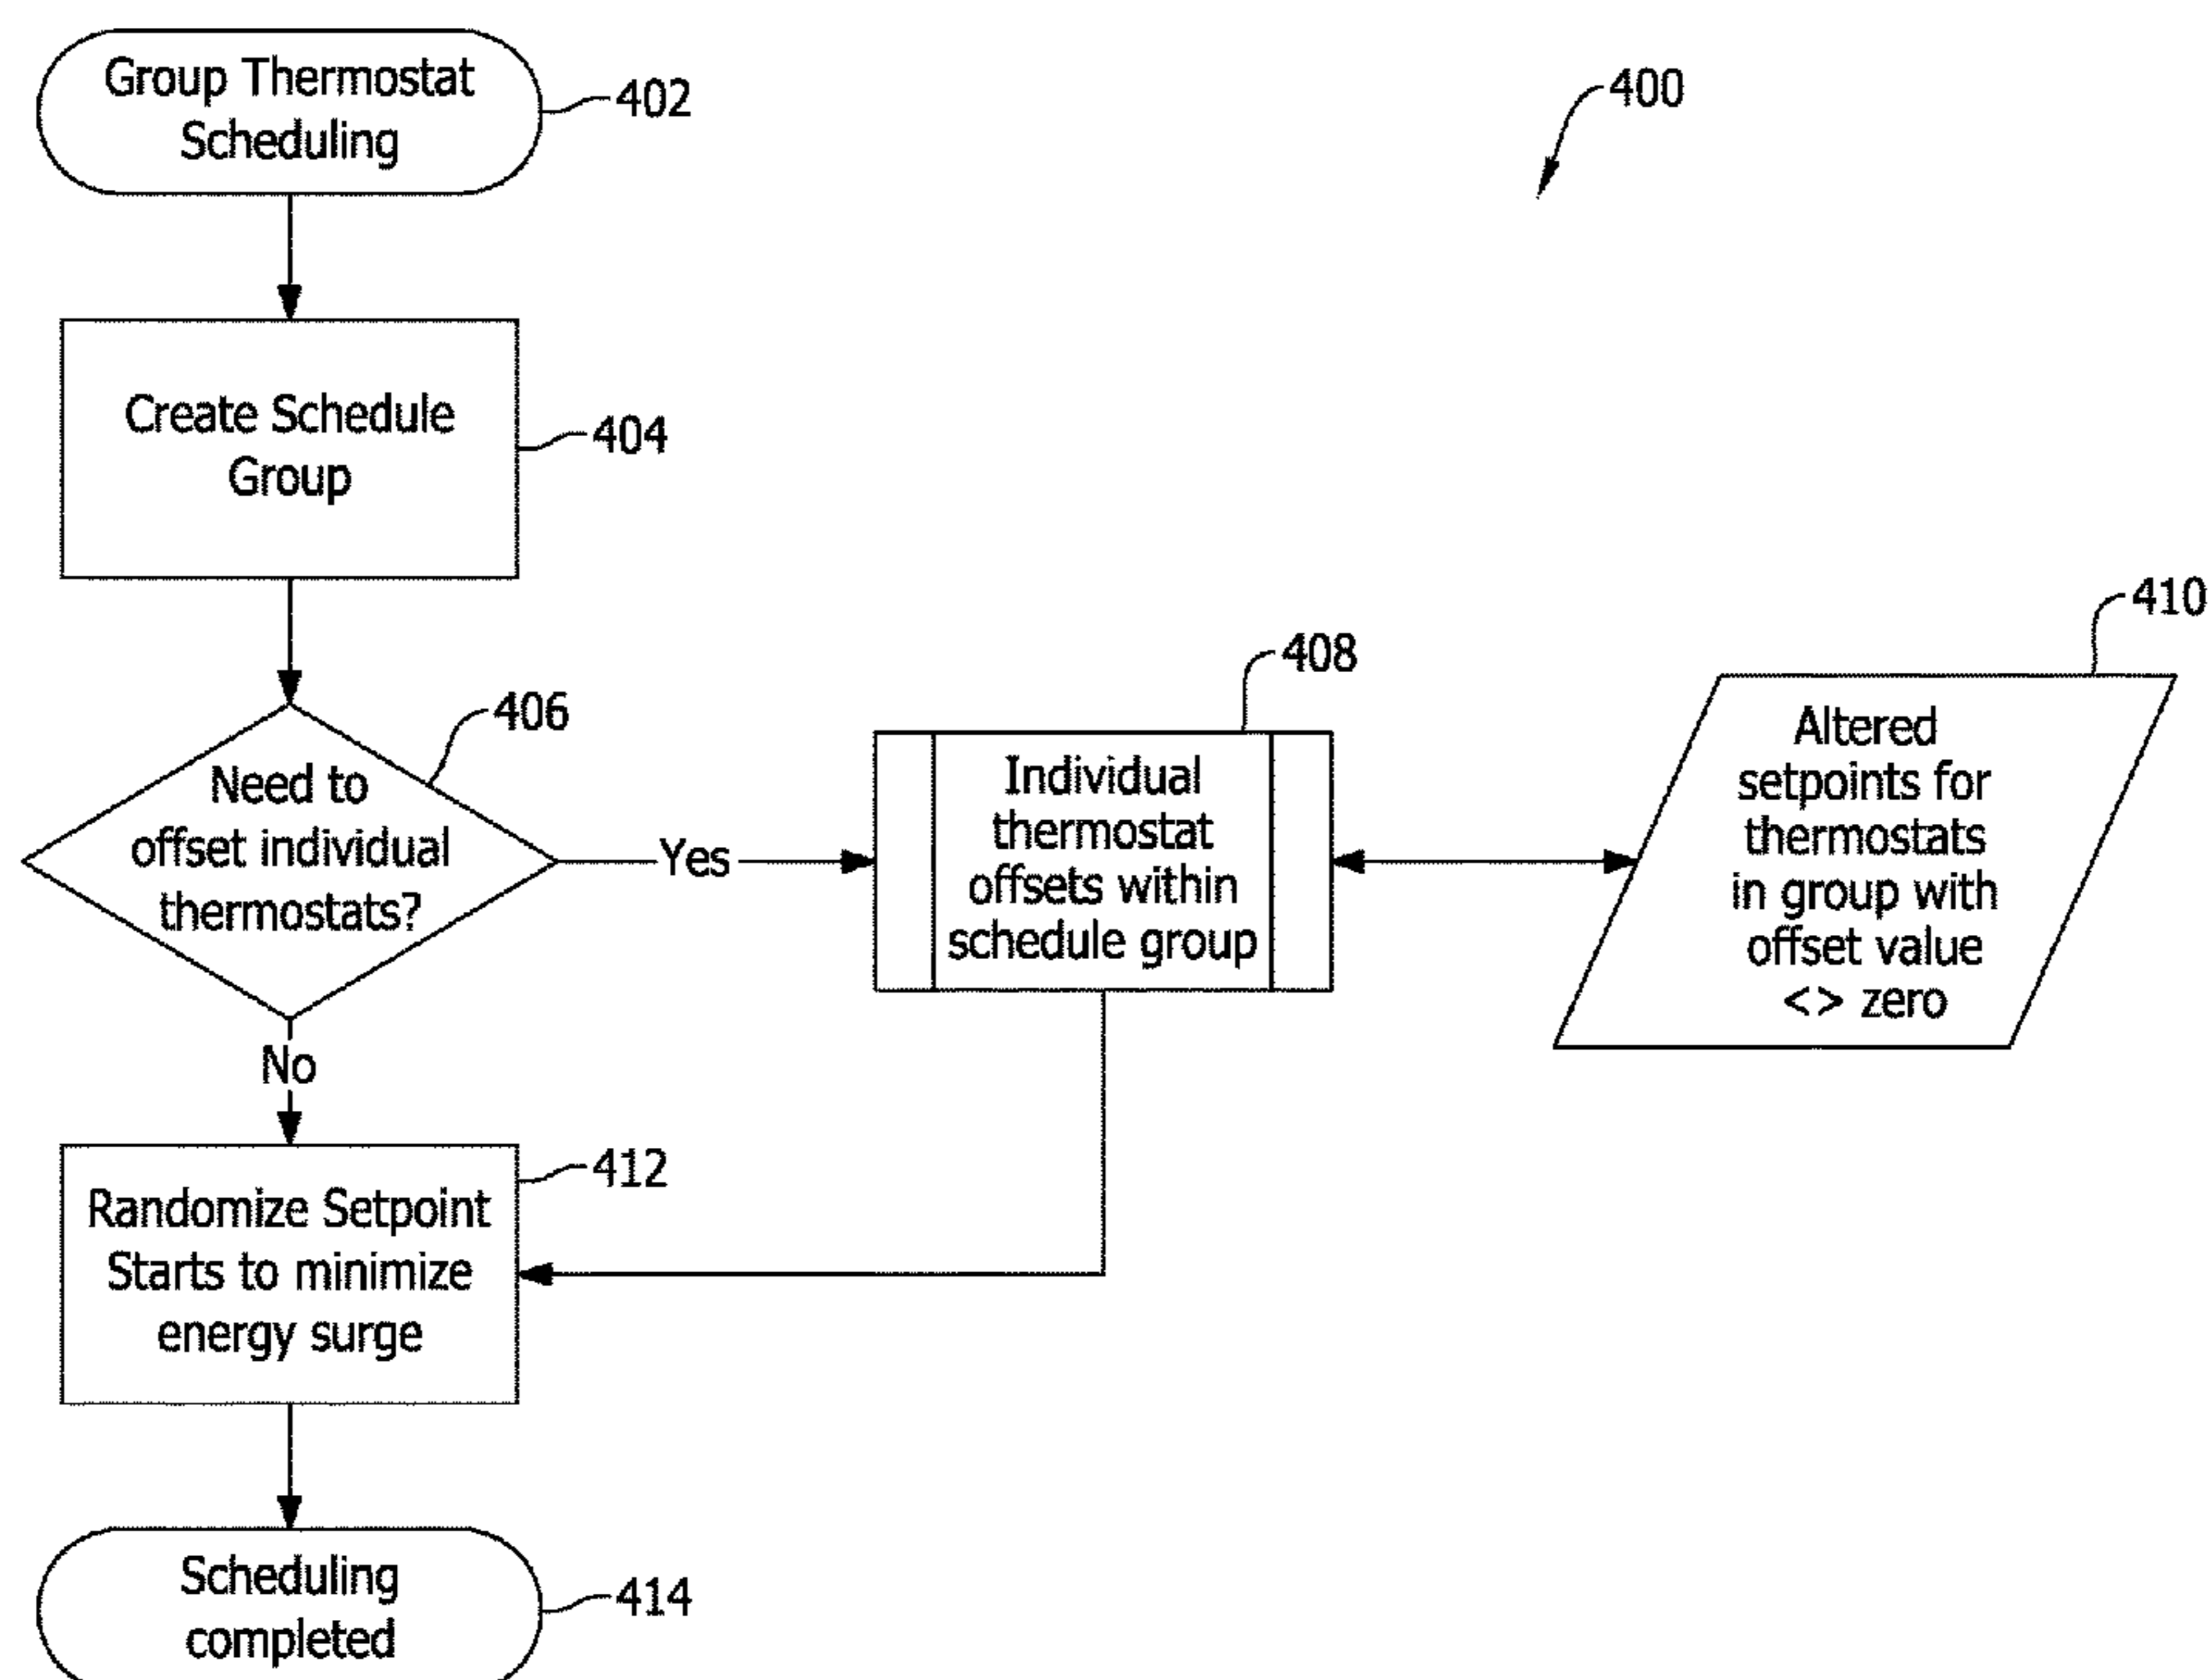 Group Thermostat
Scheduling
402
400
Create Schedule
Group
404
Need to
offset individual
thermostats?
406
Yes
Individual
thermostat
offsets within
schedule group
408
Altered
setpoints for
thermostats
in group with
offset value
<> zero
410
No
Randomize Setpoint
Starts to minimize
energy surge
412
Scheduling
completed
414